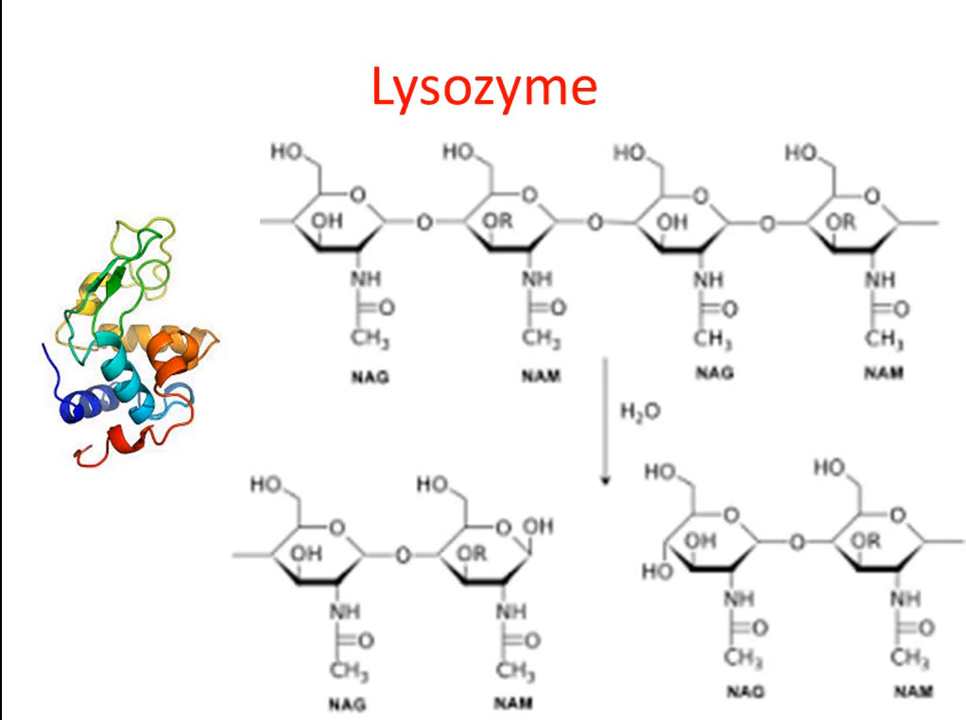 Lysozyme
HO HO HO HO
O O O O
OH O OR O OH O OR
NH NH NH NH
O O O O
CH₃ CH₃ CH₃ CH₃
NAG NAM NAG NAM
H₂O
HO HO HO HO
O O OH O O
OH O OR OH O OR
HO
NH NH NH NH
O O O O
CH₃ CH₃ CH₃ CH₃
NAG NAM NAG NAM